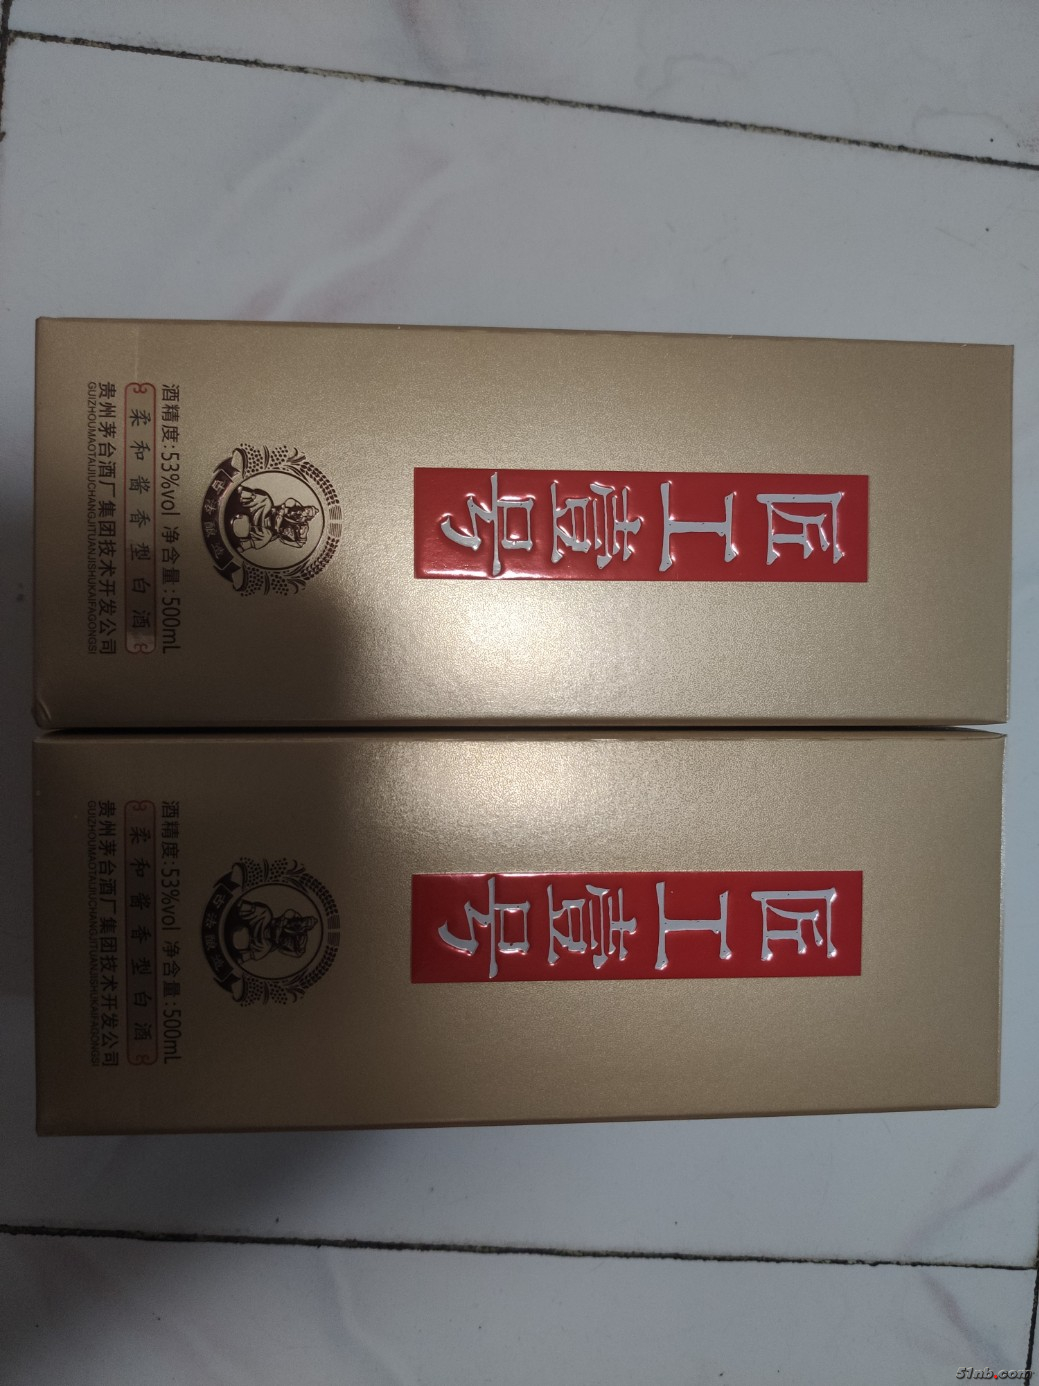 匠工壹号
酒精度:53%vol 净含量:500mL
柔和酱香型白酒
贵州茅台酒厂集团技术开发公司
GUIZHOUMAOTAIJIUCHANGJITUANJISHUKAIFAGONGSI
匠工壹号
酒精度:53%vol 净含量:500mL
柔和酱香型白酒
贵州茅台酒厂集团技术开发公司
GUIZHOUMAOTAIJIUCHANGJITUANJISHUKAIFAGONGSI
51nb.com